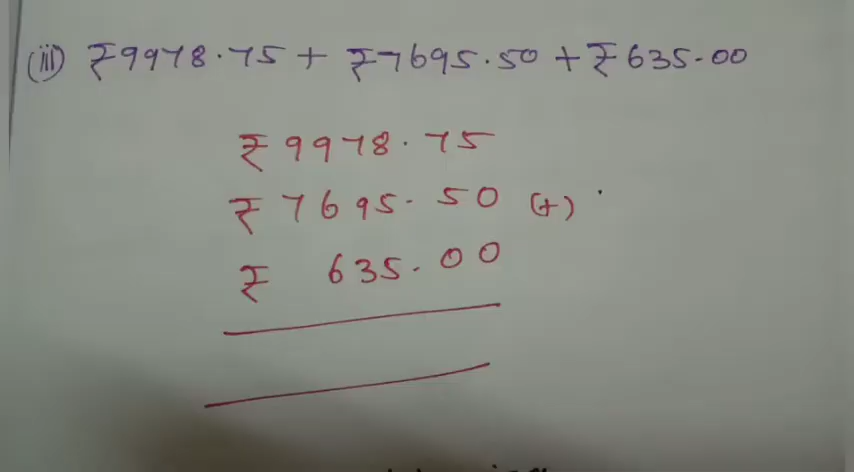 (iii) ₹9978.75 + ₹7695.50 + ₹635.00
₹ 9978.75
₹ 7695.50 (+)
₹ 635.00